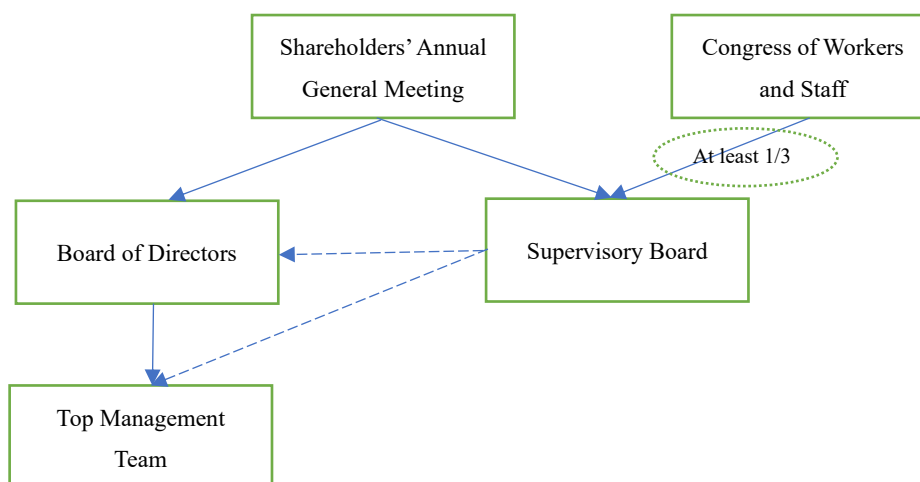 Shareholders' Annual
General Meeting
Congress of Workers
and Staff
At least 1/3
Board of Directors
Supervisory Board
Top Management
Team